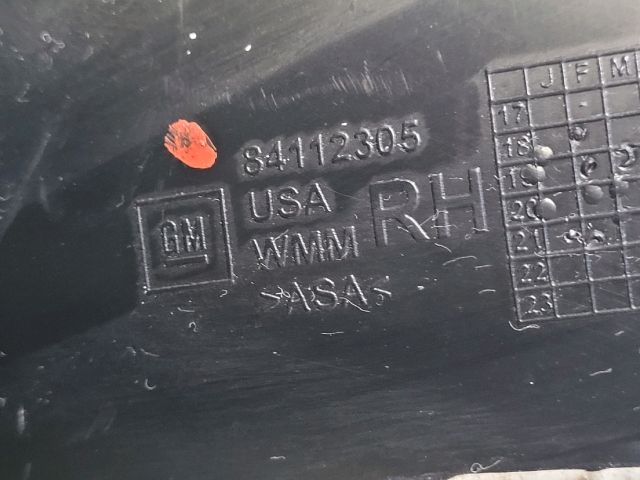 84112305
GM
USA
RH
WMM
>ASA<
J F M
17
18
19
20
21
22
23